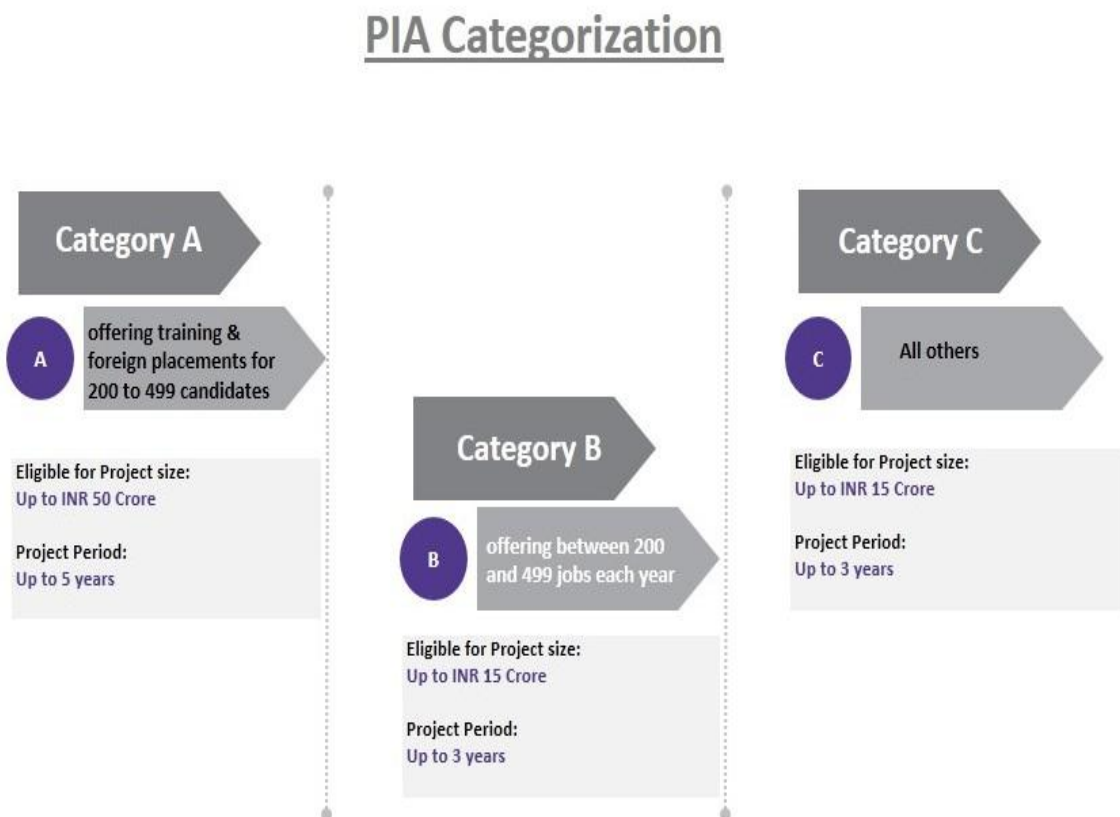 PIA Categorization
Category A
A
offering training &
foreign placements for
200 to 499 candidates
Eligible for Project size:
Up to INR 50 Crore
Project Period:
Up to 5 years
Category B
B
offering between 200
and 499 jobs each year
Eligible for Project size:
Up to INR 15 Crore
Project Period:
Up to 3 years
Category C
C
All others
Eligible for Project size:
Up to INR 15 Crore
Project Period:
Up to 3 years